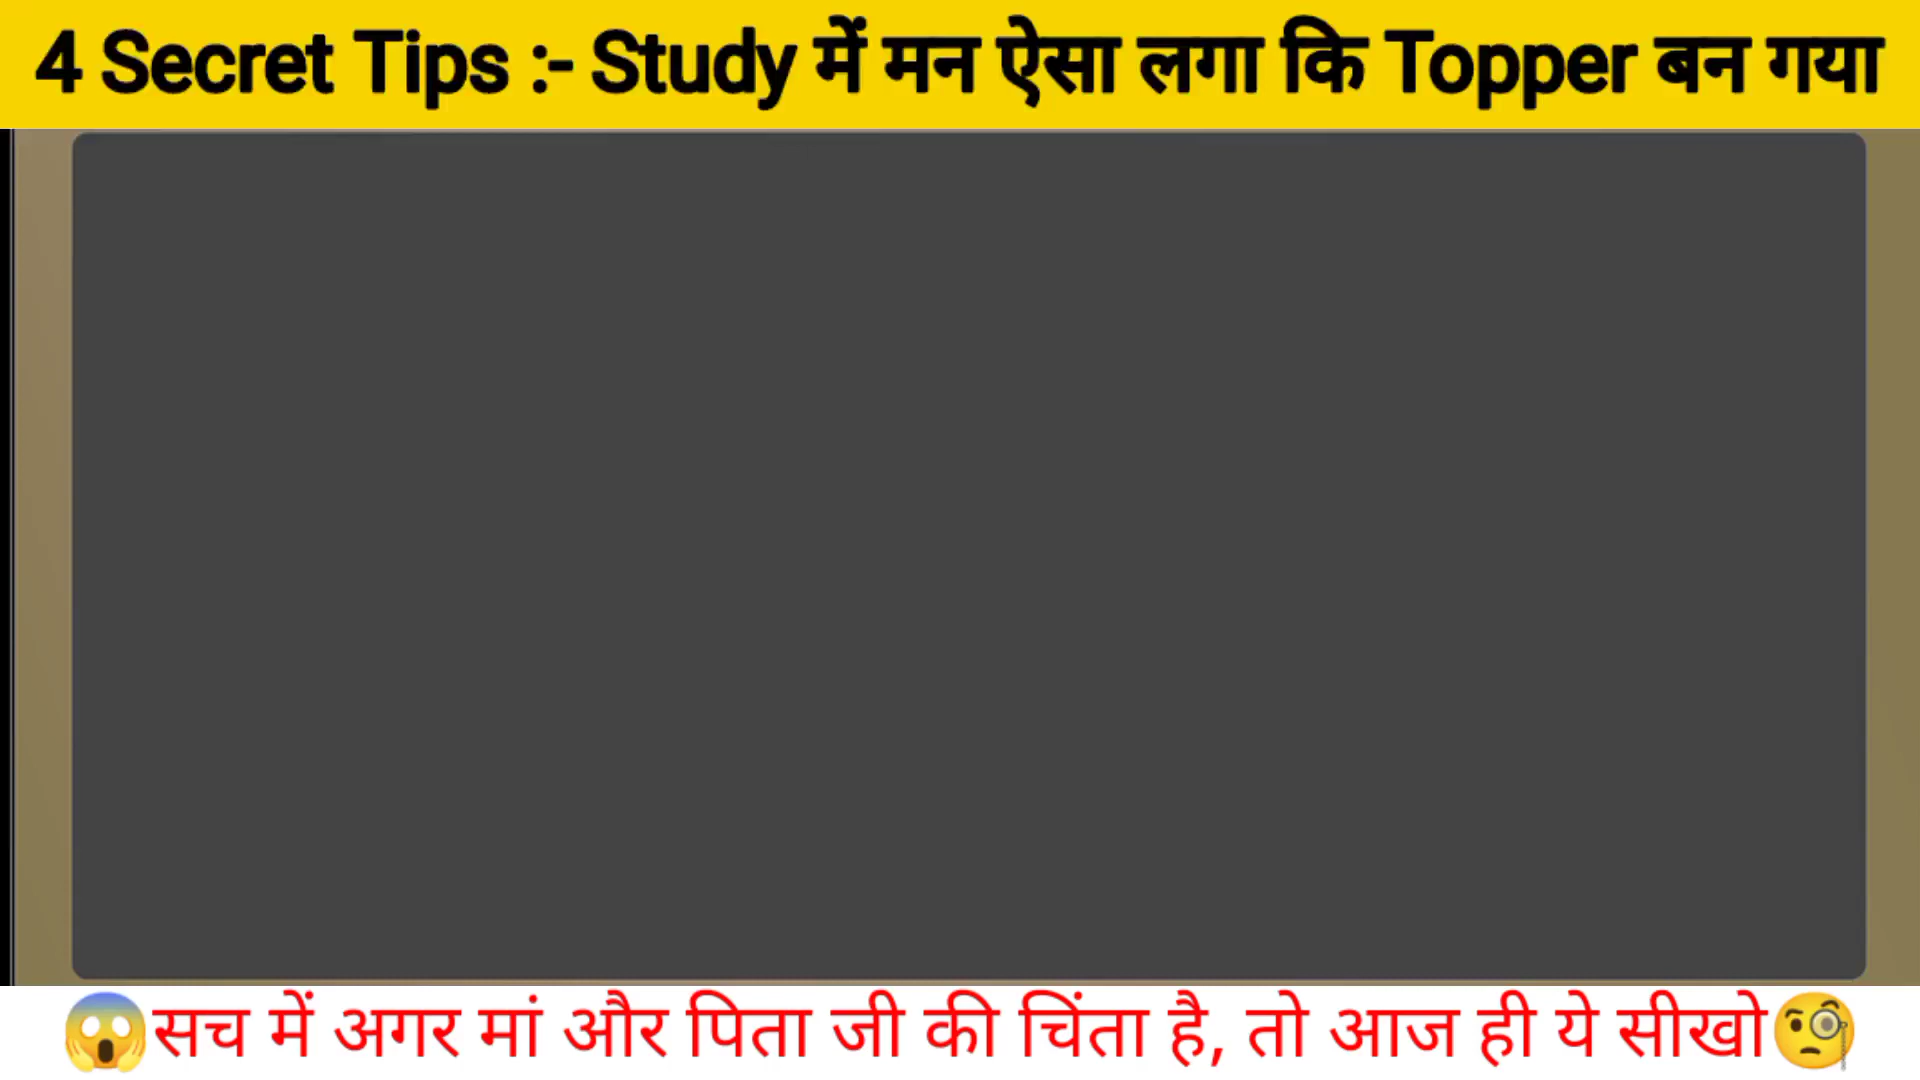 4 Secret Tips :- Study में मन ऐसा लगा कि Topper बन गया
😱सच में अगर मां और पिता जी की चिंता है, तो आज ही ये सीखो🧐